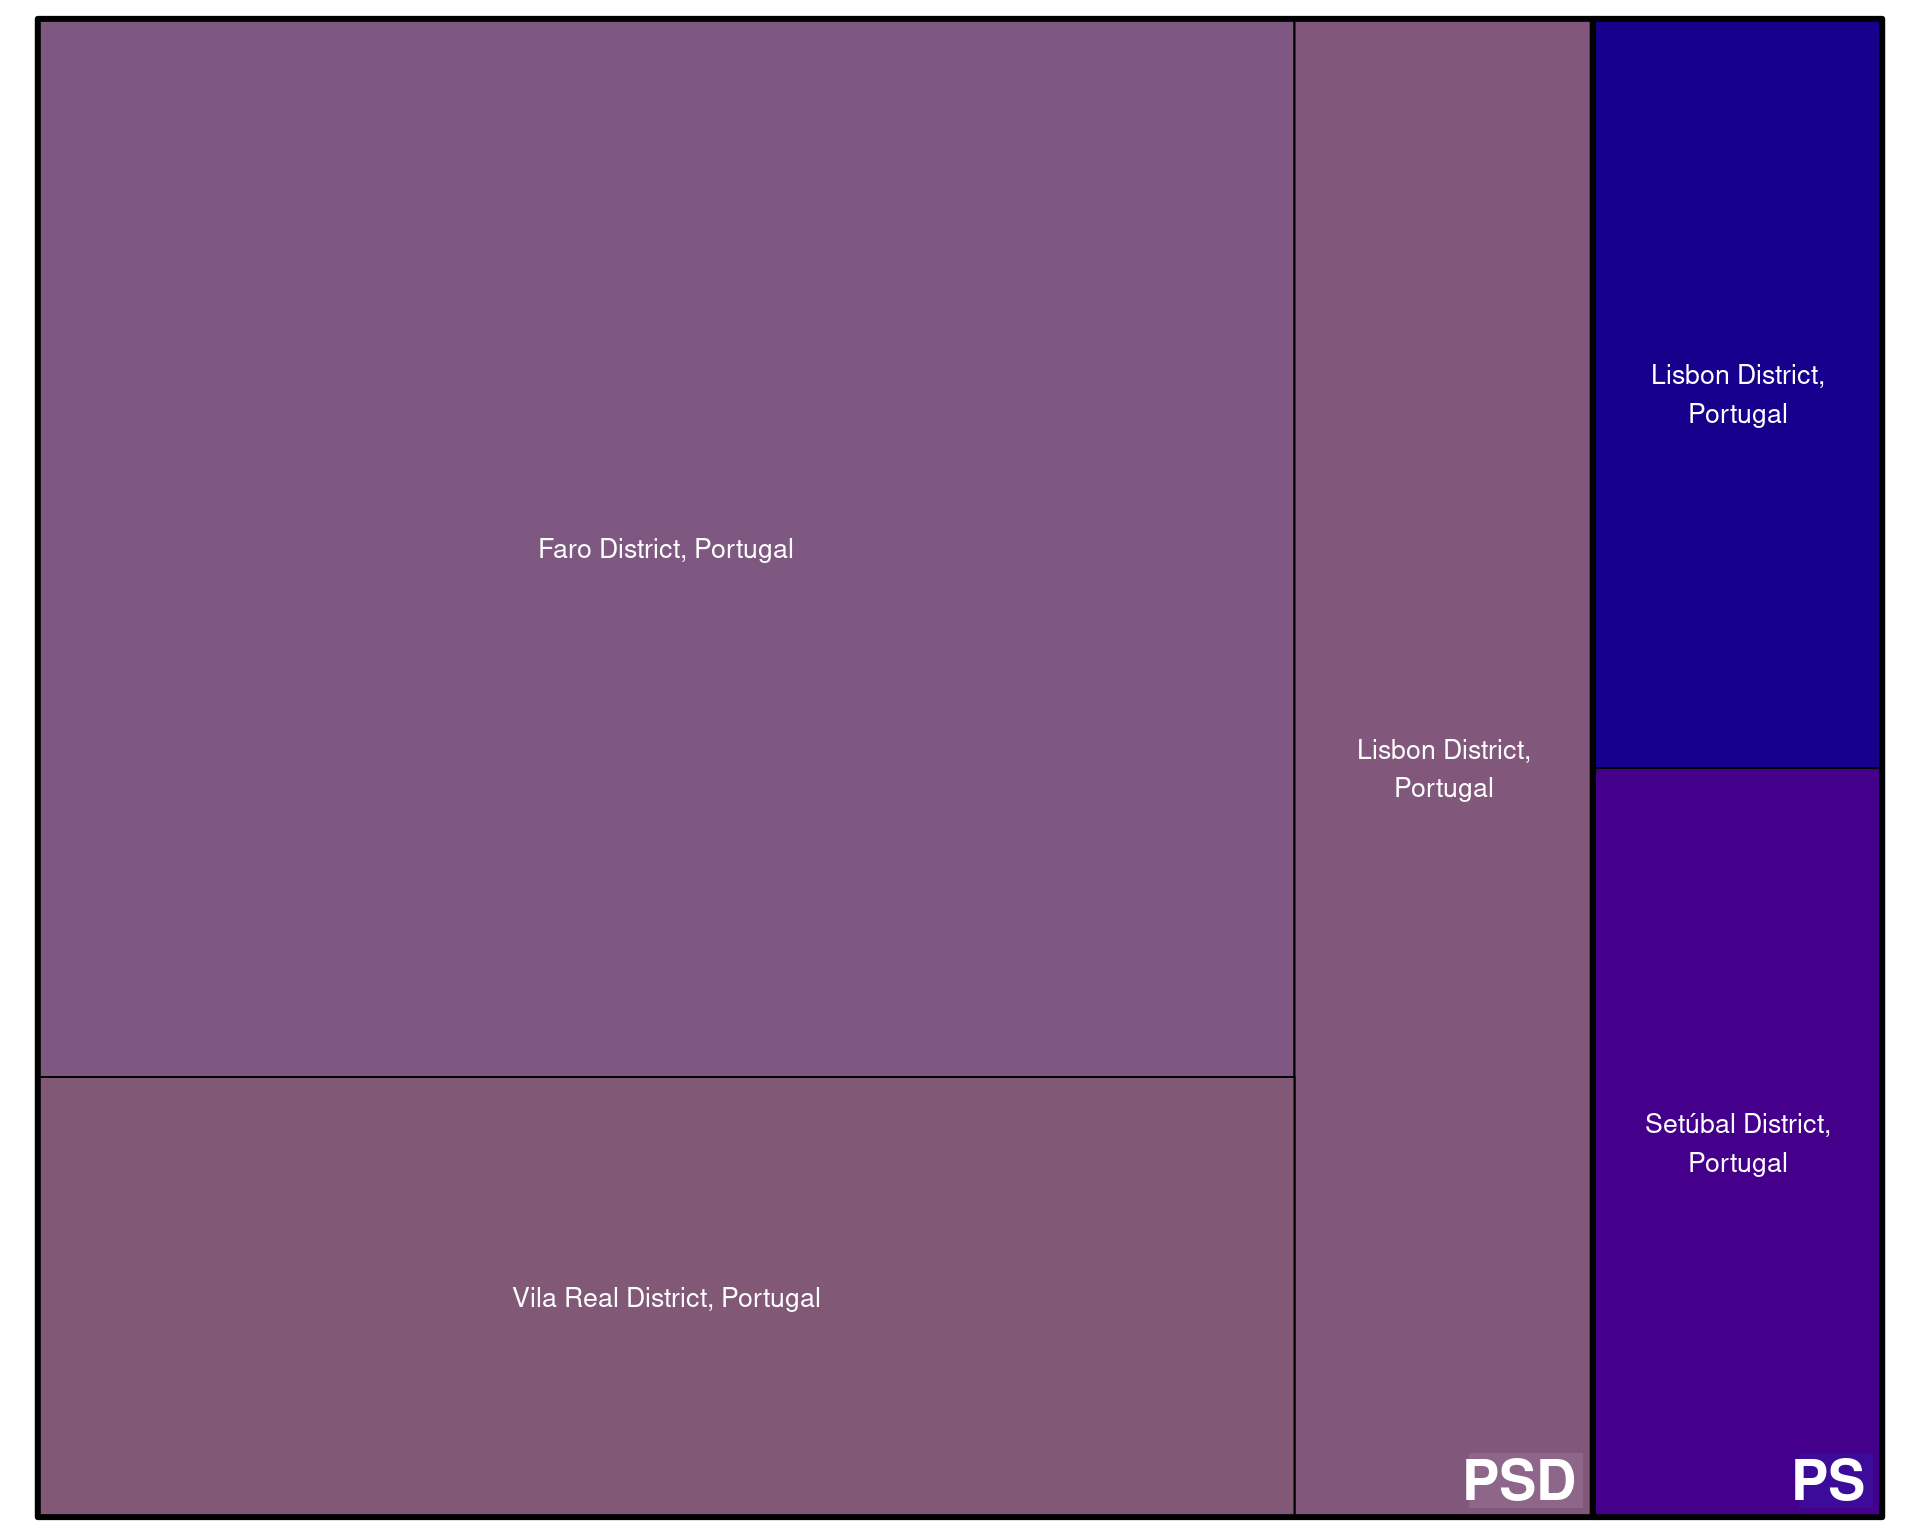 Faro District, Portugal
Vila Real District, Portugal
Lisbon District,
Portugal
PSD
Lisbon District,
Portugal
Setúbal District,
Portugal
PS